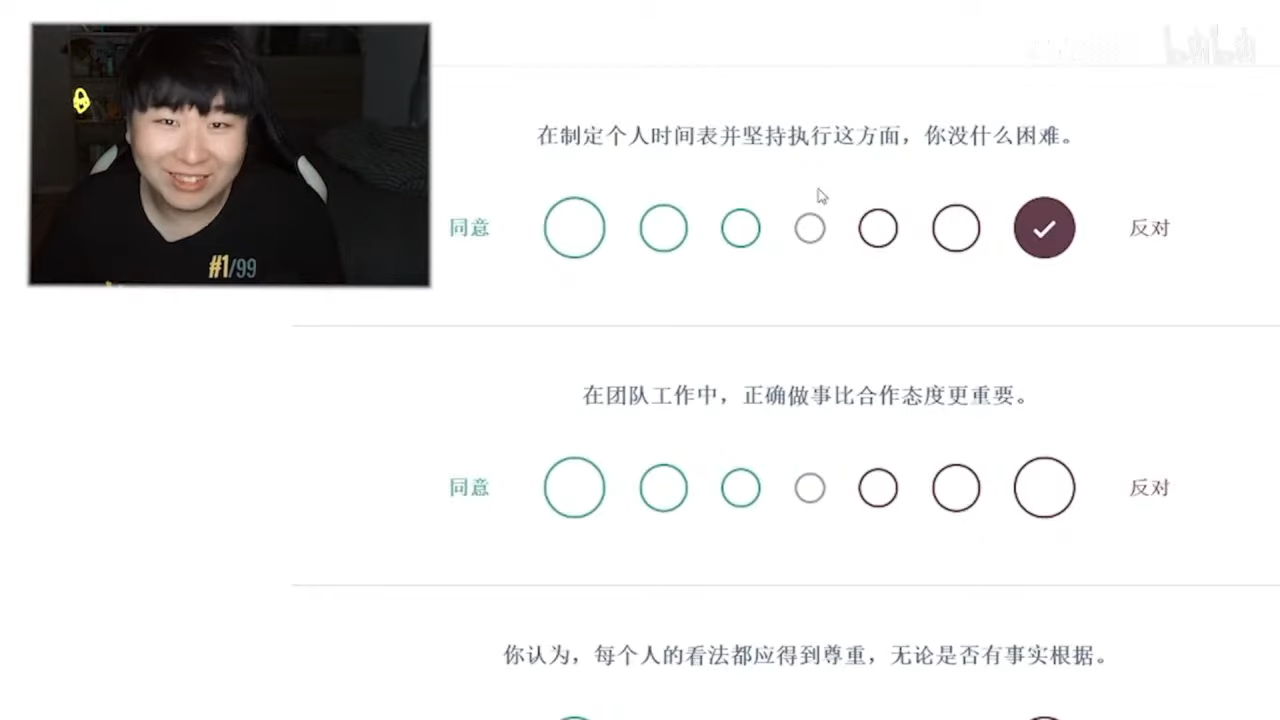 在制定个人时间表并坚持执行这方面，你没什么困难。
同意
反对
#1/99
在团队工作中，正确做事比合作态度更重要。
同意
反对
你认为，每个人的看法都应得到尊重，无论是否有事实根据。